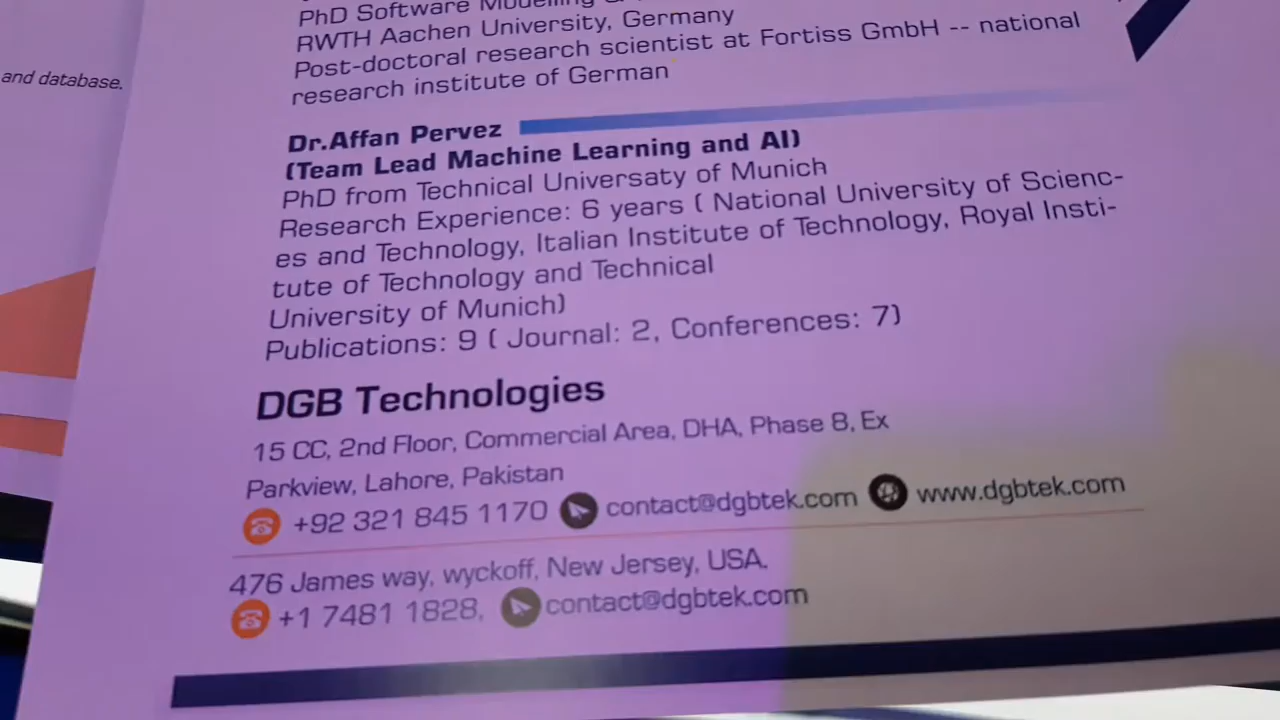 and database.
PhD Software Modelling
RWTH Aachen University, Germany
Post-doctoral research scientist at Fortiss GmbH -- national
research institute of German
Dr.Affan Pervez
(Team Lead Machine Learning and AI)
PhD from Technical Universaty of Munich
Research Experience: 6 years ( National University of Scienc-
es and Technology, Italian Institute of Technology, Royal Insti-
tute of Technology and Technical
University of Munich)
Publications: 9 ( Journal: 2, Conferences: 7)
DGB Technologies
15 CC, 2nd Floor, Commercial Area, DHA, Phase 8, Ex
Parkview, Lahore, Pakistan
+92 321 845 1170 contact@dgbtek.com www.dgbtek.com
476 James way, wyckoff, New Jersey, USA.
+1 7481 1828, contact@dgbtek.com